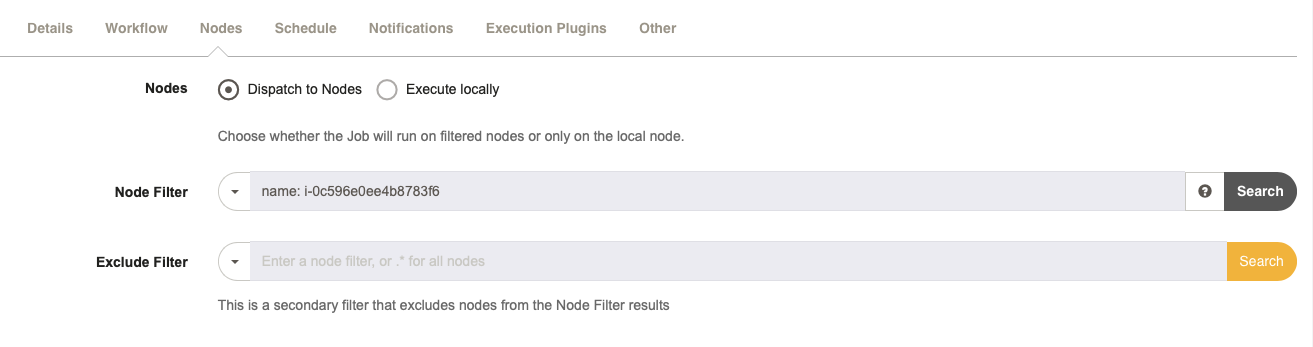 Details Workflow Nodes Schedule Notifications Execution Plugins Other
Nodes Dispatch to Nodes Execute locally
Choose whether the Job will run on filtered nodes or only on the local node.
Node Filter name: i-0c596e0ee4b8783f6 ? Search
Exclude Filter Enter a node filter, or .* for all nodes Search
This is a secondary filter that excludes nodes from the Node Filter results